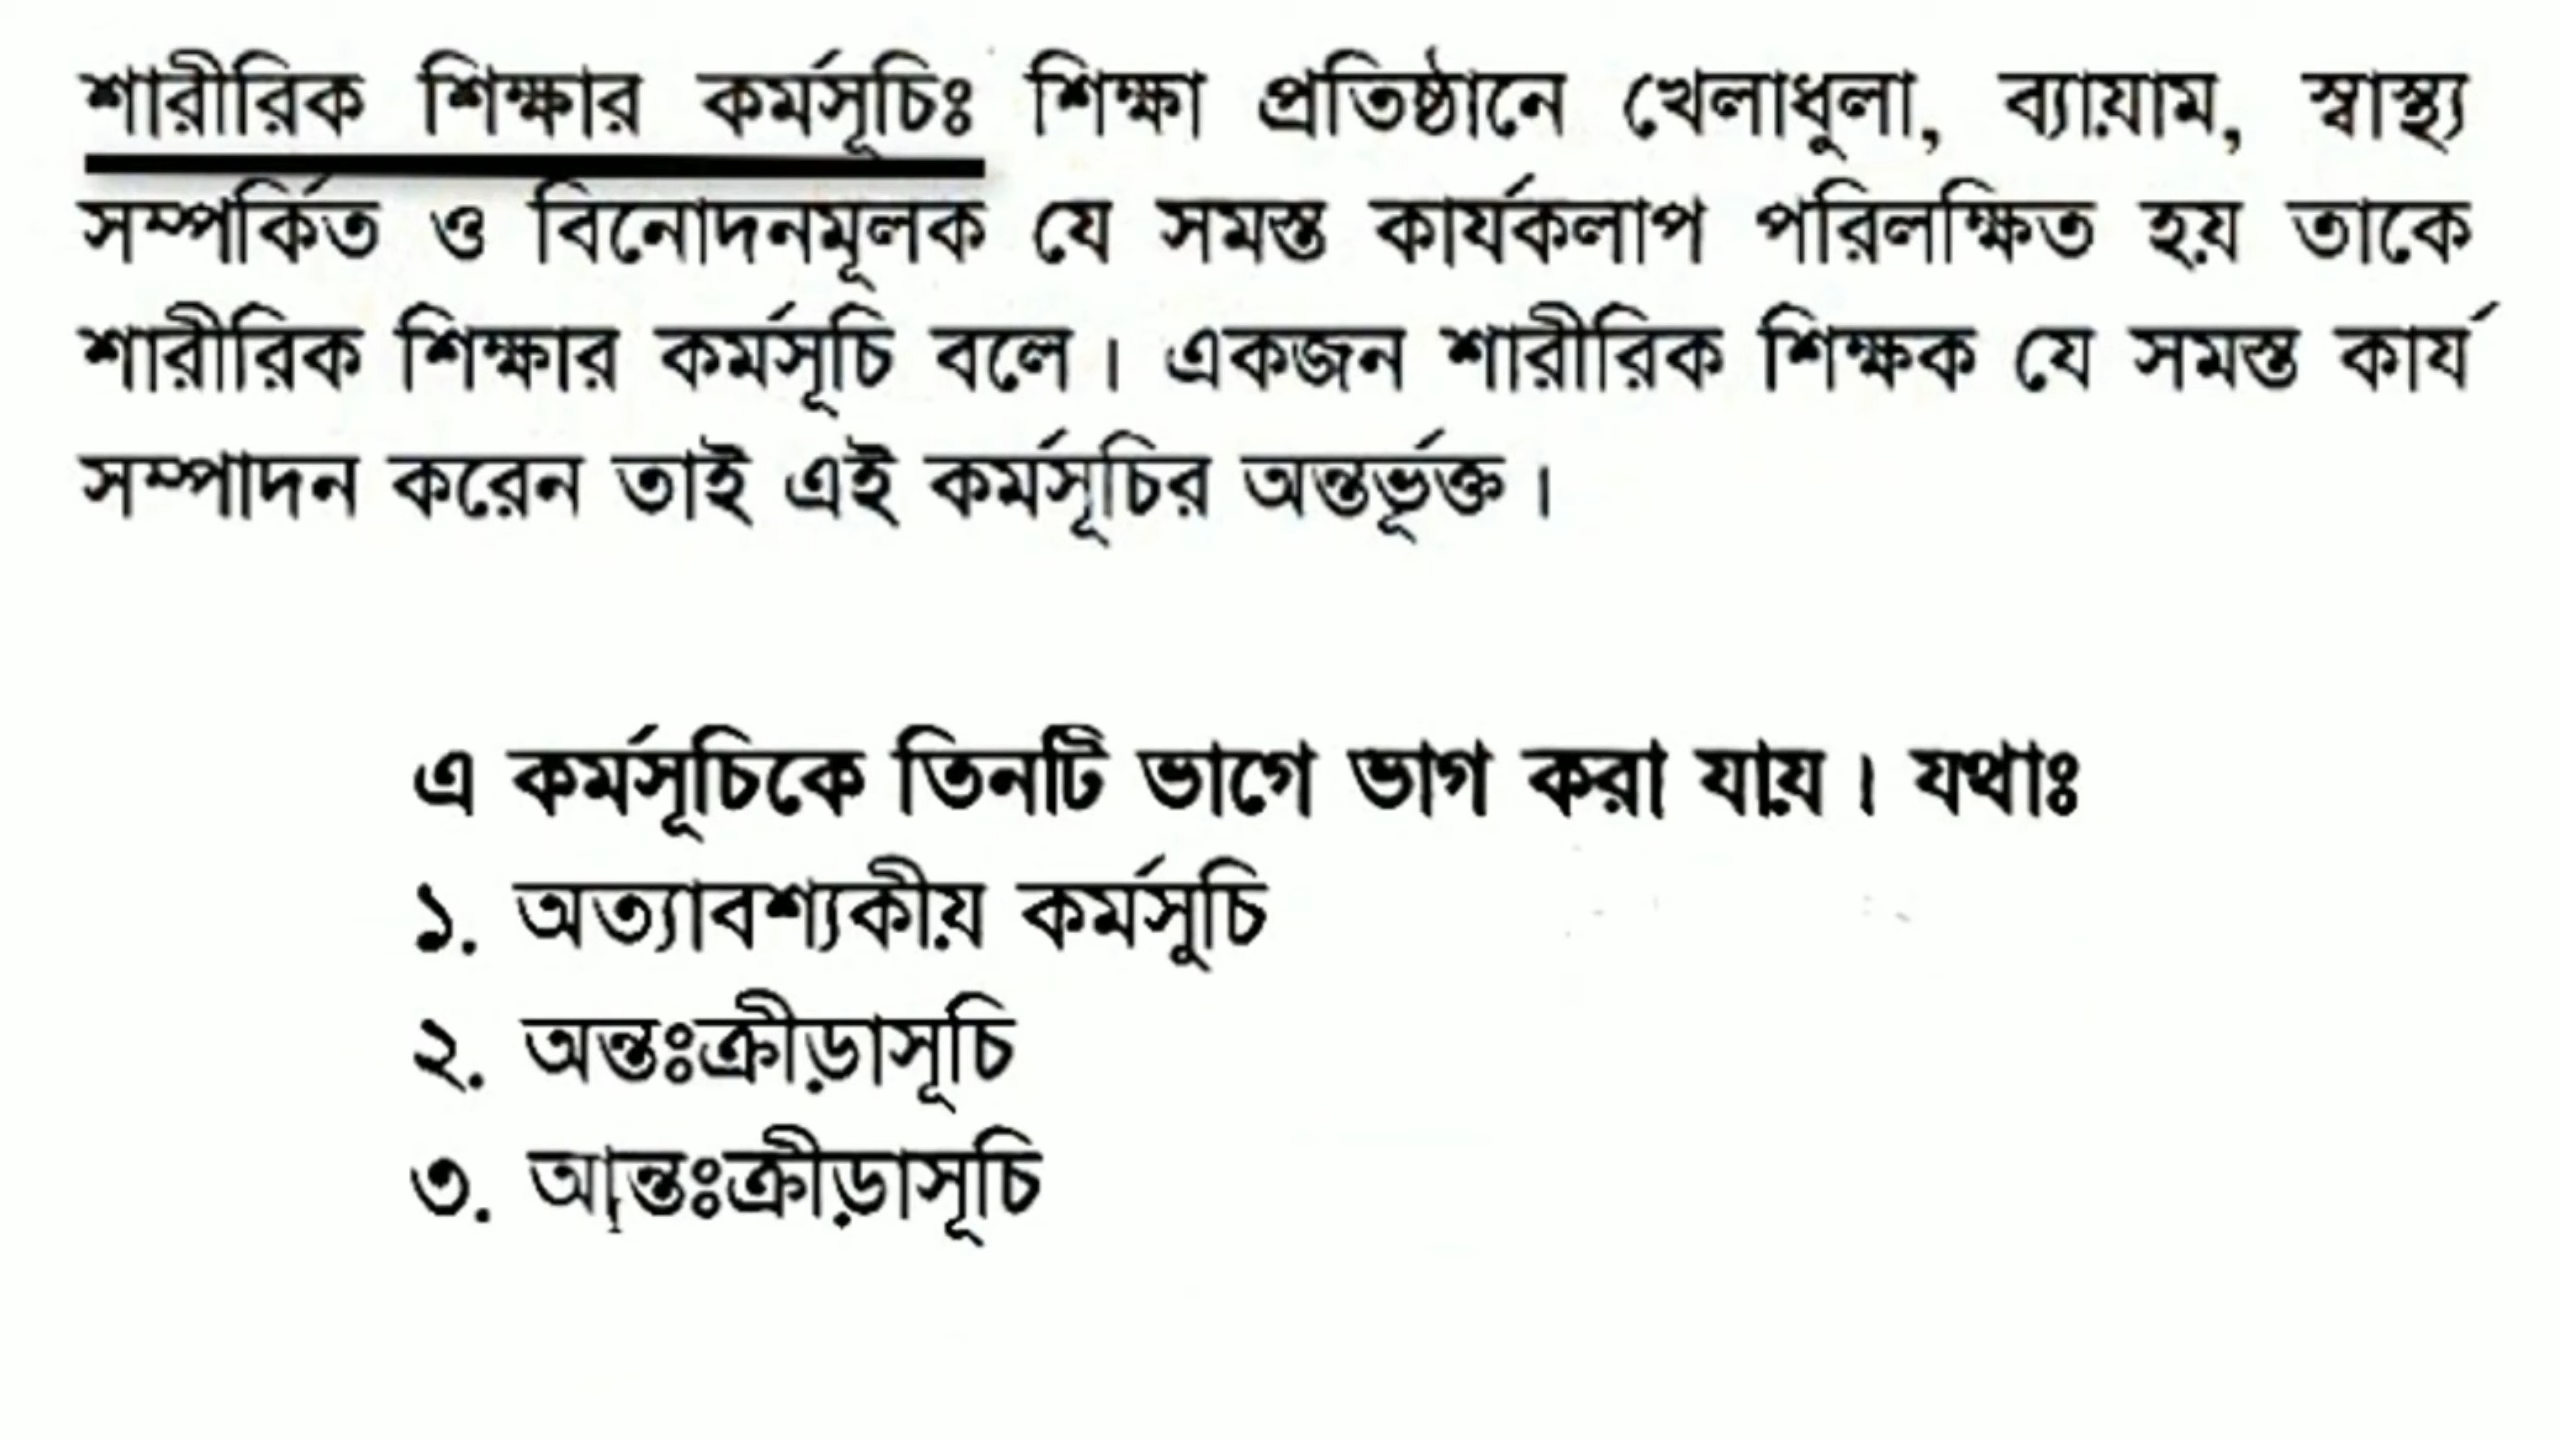 শারীরিক শিক্ষার কর্মসূচিঃ শিক্ষা প্রতিষ্ঠানে খেলাধুলা, ব্যায়াম, স্বাস্থ্য
সম্পর্কিত ও বিনোদনমূলক যে সমস্ত কার্যকলাপ পরিলক্ষিত হয় তাকে
শারীরিক শিক্ষার কর্মসূচি বলে। একজন শারীরিক শিক্ষক যে সমস্ত কার্য
সম্পাদন করেন তাই এই কর্মসূচির অন্তর্ভূক্ত।
এ কর্মসূচিকে তিনটি ভাগে ভাগ করা যায়। যথাঃ
১. অত্যাবশ্যকীয় কর্মসুচি
২. অন্তঃক্রীড়াসূচি
৩. আন্তঃক্রীড়াসূচি